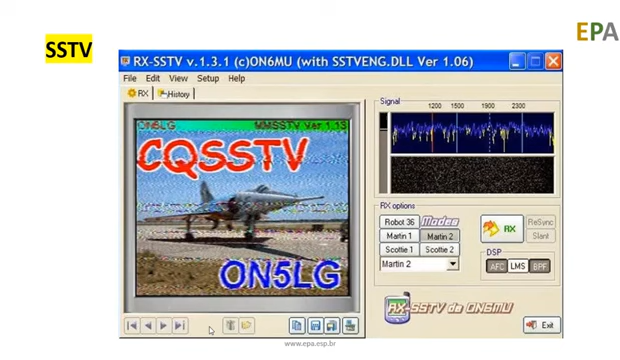 EPA
SSTV
RX-SSTV v.1.3.1 (c)ON6MU (with SSTVENG.DLL Ver 1.06)
File Edit View Setup Help
RX History
ON5LG MMSSTV Ver 1.13
CQSSTV
ON5LG
Signal
1200 1500 1900 2300
RX options
Robot 36 Modes
Martin 1 Martin 2
Scottie 1 Scottie 2
Martin 2
RX
ReSync
Slant
DSP
AFC LMS BPF
RX-SSTV de ON6MU
Exit
www.epa.esp.br